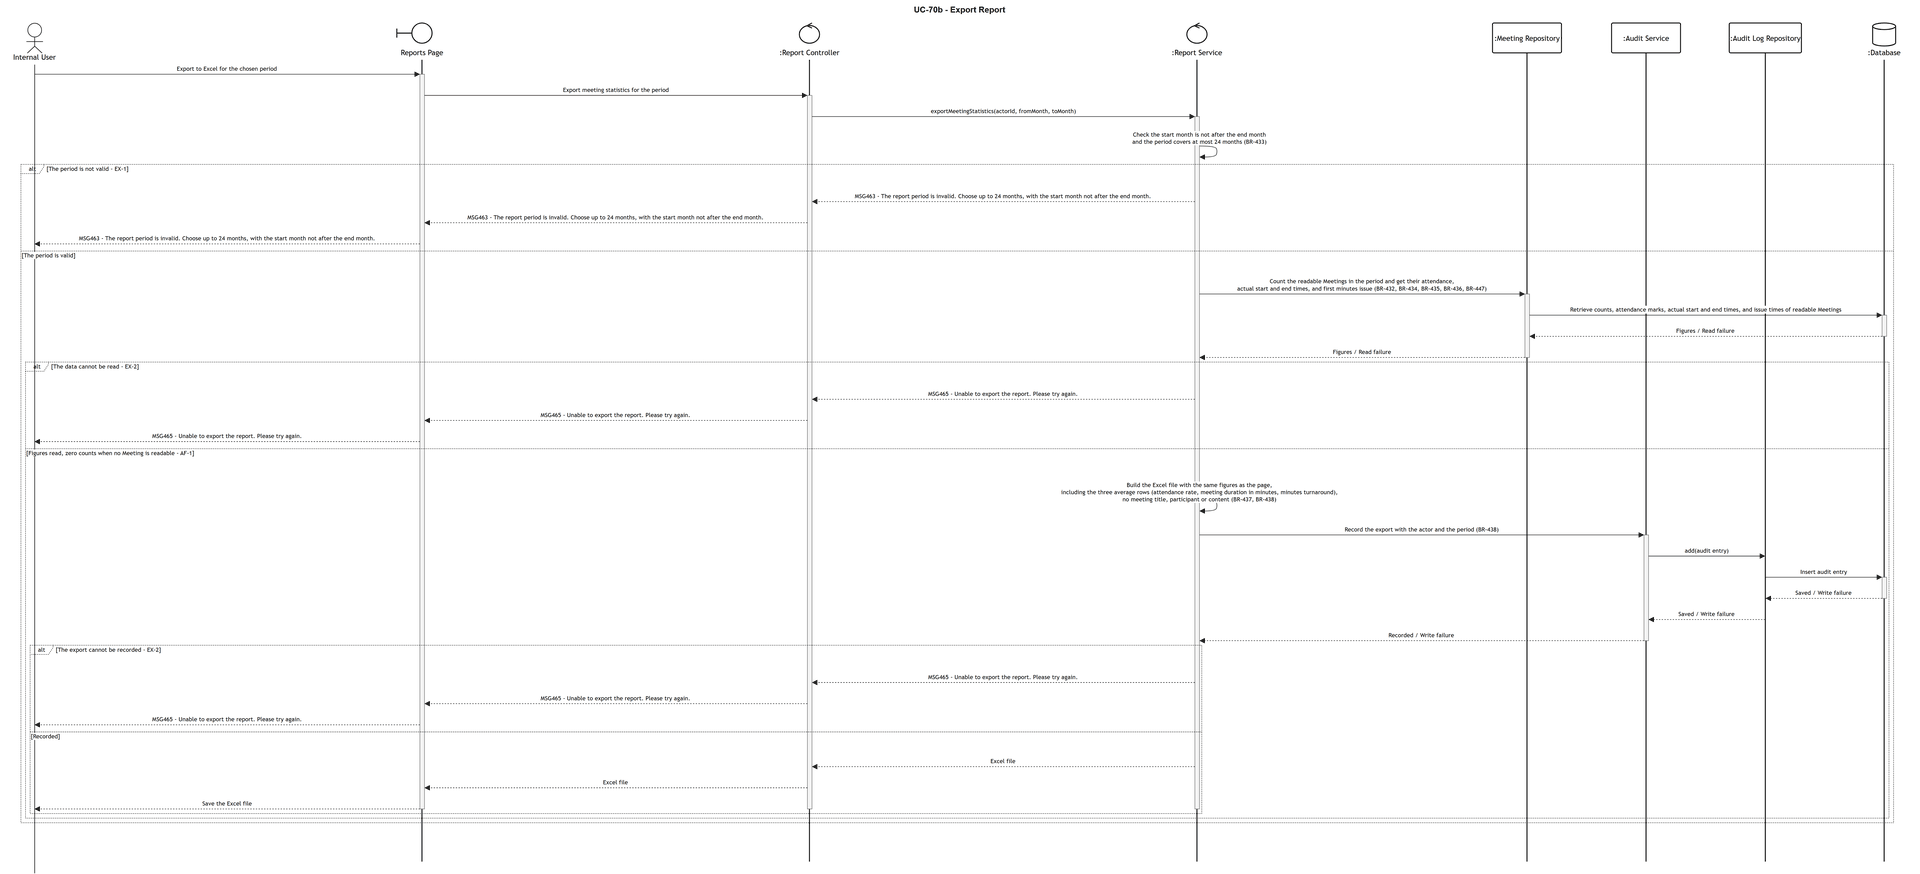 UC-70b - Export Report
Internal User
Reports Page
:Report Controller
:Report Service
:Meeting Repository
:Audit Service
:Audit Log Repository
:Database
Export to Excel for the chosen period
Export meeting statistics for the period
exportMeetingStatistics(actorId, fromMonth, toMonth)
Check the start month is not after the end month
and the period covers at most 24 months (BR-433)
alt
[The period is not valid - EX-1]
MSG463 - The report period is invalid. Choose up to 24 months, with the start month not after the end month.
MSG463 - The report period is invalid. Choose up to 24 months, with the start month not after the end month.
MSG463 - The report period is invalid. Choose up to 24 months, with the start month not after the end month.
[The period is valid]
Count the readable Meetings in the period and get their attendance,
actual start and end times, and first minutes issue (BR-432, BR-434, BR-435, BR-436, BR-447)
Retrieve counts, attendance marks, actual start and end times, and issue times of readable Meetings
Figures / Read failure
Figures / Read failure
alt
[The data cannot be read - EX-2]
MSG465 - Unable to export the report. Please try again.
MSG465 - Unable to export the report. Please try again.
MSG465 - Unable to export the report. Please try again.
[Figures read, zero counts when no Meeting is readable - AF-1]
Build the Excel file with the same figures as the page,
including the three average rows (attendance rate, meeting duration in minutes, minutes turnaround),
no meeting title, participant or content (BR-437, BR-438)
Record the export with the actor and the period (BR-438)
add(audit entry)
Insert audit entry
Saved / Write failure
Saved / Write failure
Recorded / Write failure
alt
[The export cannot be recorded - EX-2]
MSG465 - Unable to export the report. Please try again.
MSG465 - Unable to export the report. Please try again.
MSG465 - Unable to export the report. Please try again.
[Recorded]
Excel file
Excel file
Save the Excel file